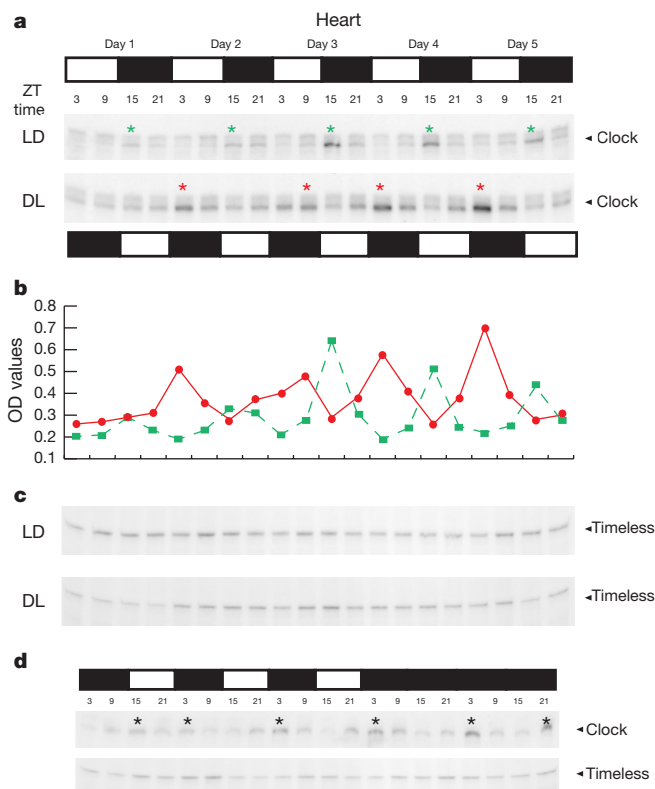 Heart
a
Day 1 Day 2 Day 3 Day 4 Day 5
ZT time 3 9 15 21 3 9 15 21 3 9 15 21 3 9 15 21 3 9 15 21
* * * * *
LD ◄ Clock
* * * *
DL ◄ Clock
b
OD values
0.8
0.7
0.6
0.5
0.4
0.3
0.2
0.1
c
LD ◄Timeless
DL ◄Timeless
d
3 9 15 21 3 9 15 21 3 9 15 21 3 9 15 21 3 9 15 21
* * * * * *
◄ Clock
◄ Timeless